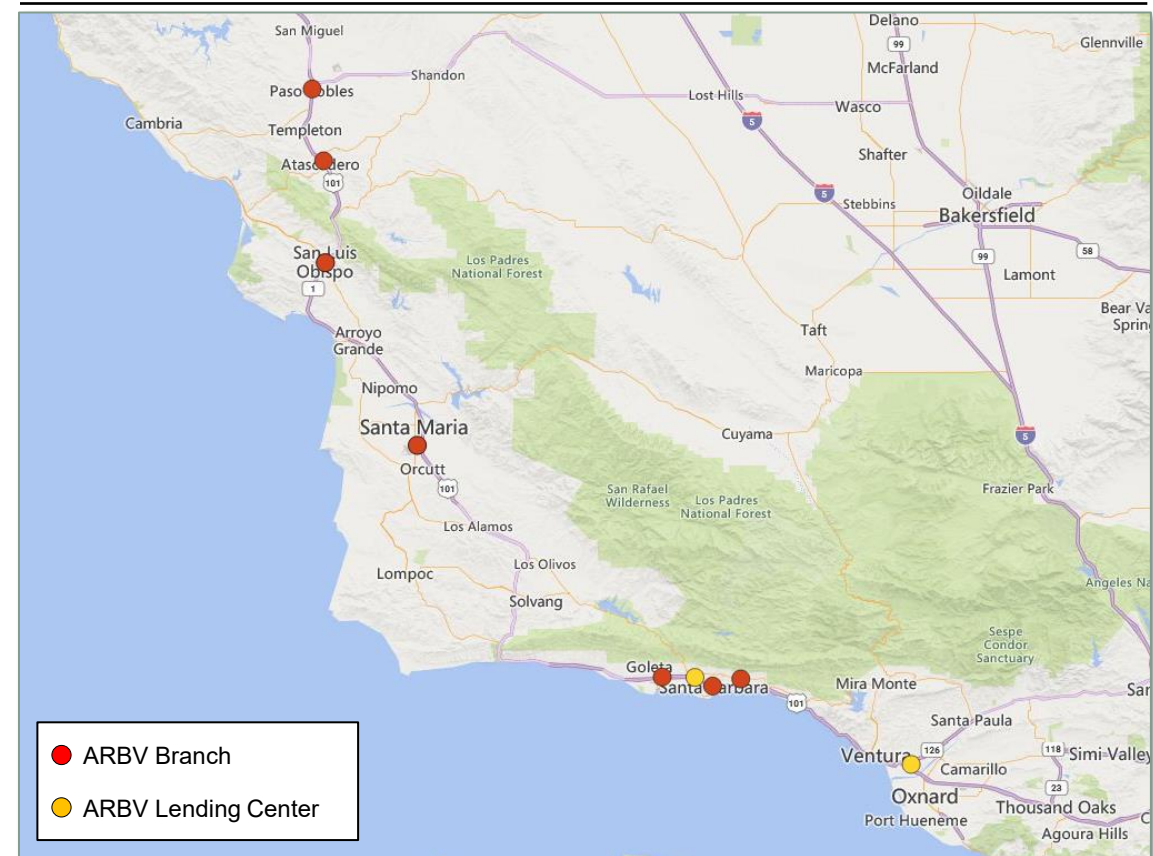 Delano
San Miguel
99
Glennville
McFarland
Shandon
Paso Robles
Lost Hills
Wasco
5
Cambria
Templeton
Shafter
Atascadero
101
5
Stebbins
Oildale
Bakersfield
San Luis
Obispo
99
58
Los Padres
National Forest
Lamont
1
Bear Va
Sprin
Arroyo
Grande
Taft
Maricopa
Nipomo
Santa Maria
Cuyama
5
Orcutt
101
San Rafael
Wilderness
Los Padres
National Forest
Frazier Park
Los Alamos
Los Olivos
Lompoc
Angeles Na
Solvang
Sespe
Condor
Sanctuary
Goleta
Santa Barbara
Mira Monte
San
101
Santa Paula
ARBV Branch
Ventura
126
118
Simi Valley
Camarillo
23
Oxnard
ARBV Lending Center
Thousand Oaks
C
Port Hueneme
Agoura Hills